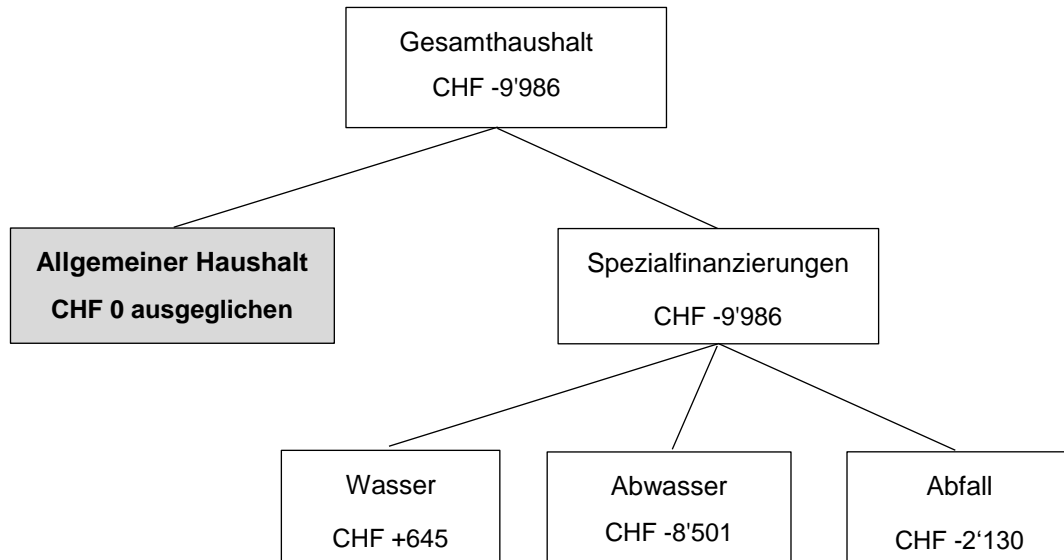 Gesamthaushalt
CHF -9'986
Allgemeiner Haushalt
CHF 0 ausgeglichen
Spezialfinanzierungen
CHF -9'986
Wasser
CHF +645
Abwasser
CHF -8'501
Abfall
CHF -2‘130